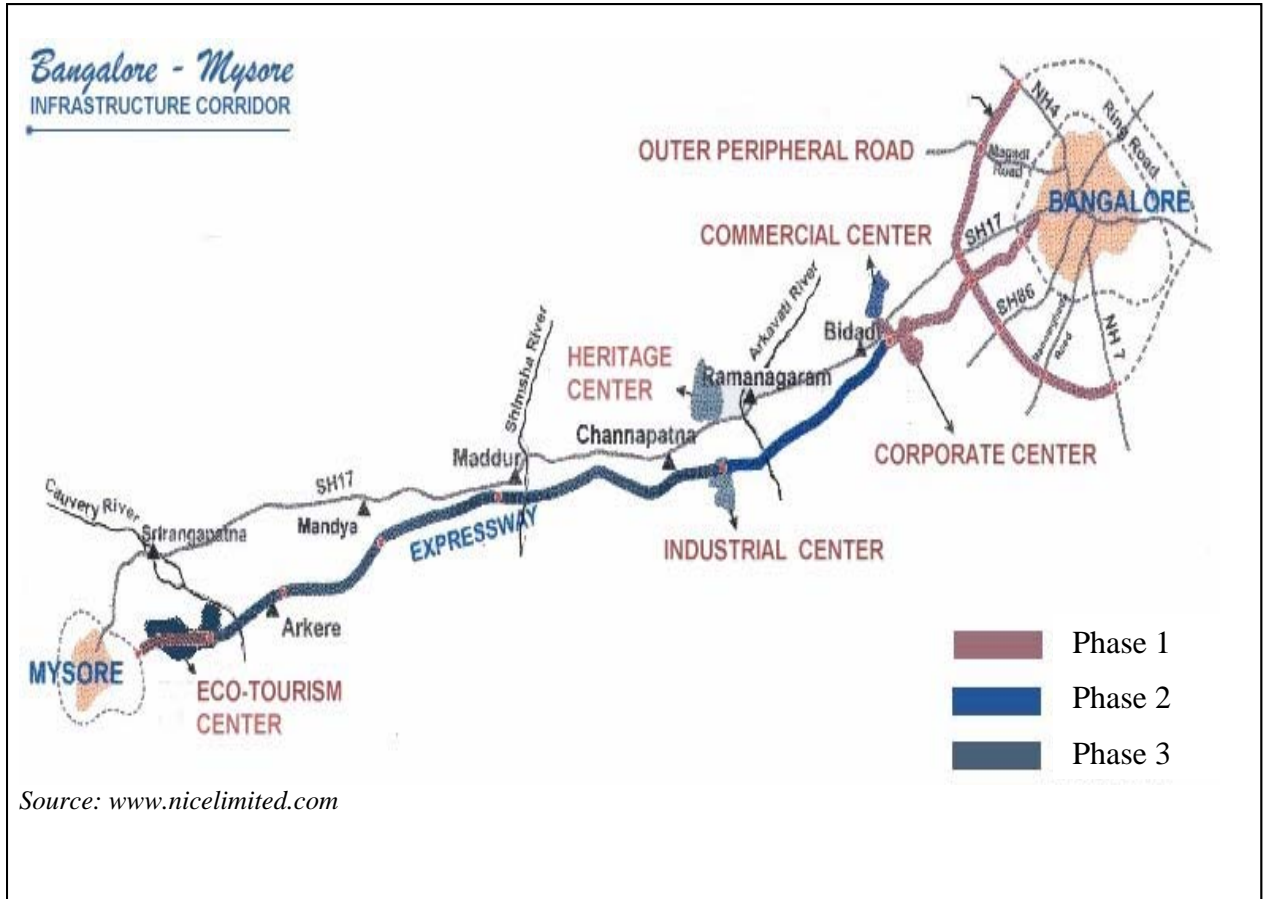 Bangalore - Mysore
INFRASTRUCTURE CORRIDOR
OUTER PERIPHERAL ROAD
NH4
Ring Road
Magadi
Road
BANGALORE
COMMERCIAL CENTER
SH17
SH86
Road
NH 7
Arkavati River
Bidadi
Shimsha River
HERITAGE
CENTER
Ramanagaram
Channapatna
CORPORATE CENTER
Maddur
SH17
Mandya
EXPRESSWAY
INDUSTRIAL CENTER
Cauvery River
Srirangapatna
Arkere
MYSORE
ECO-TOURISM
CENTER
Phase 1
Phase 2
Phase 3
Source: www.nicelimited.com